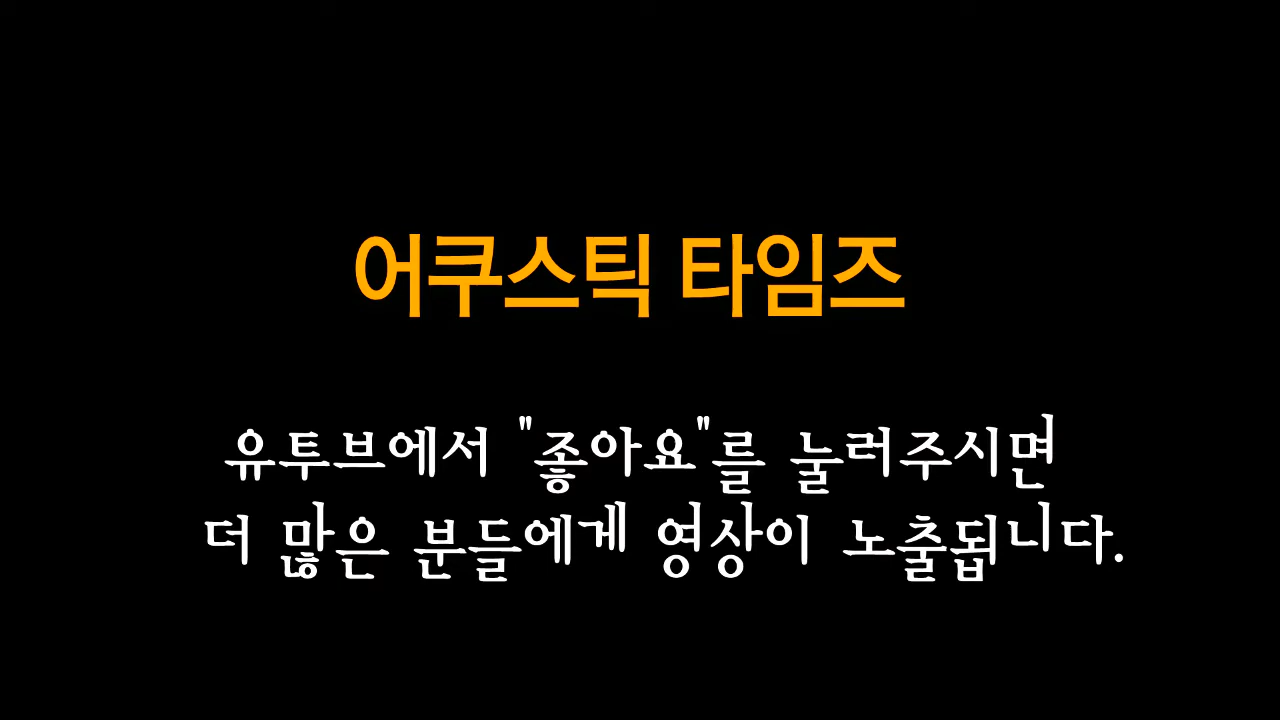 어쿠스틱 타임즈
유투브에서 "좋아요"를 눌러주시면
더 많은 분들에게 영상이 노출됩니다.